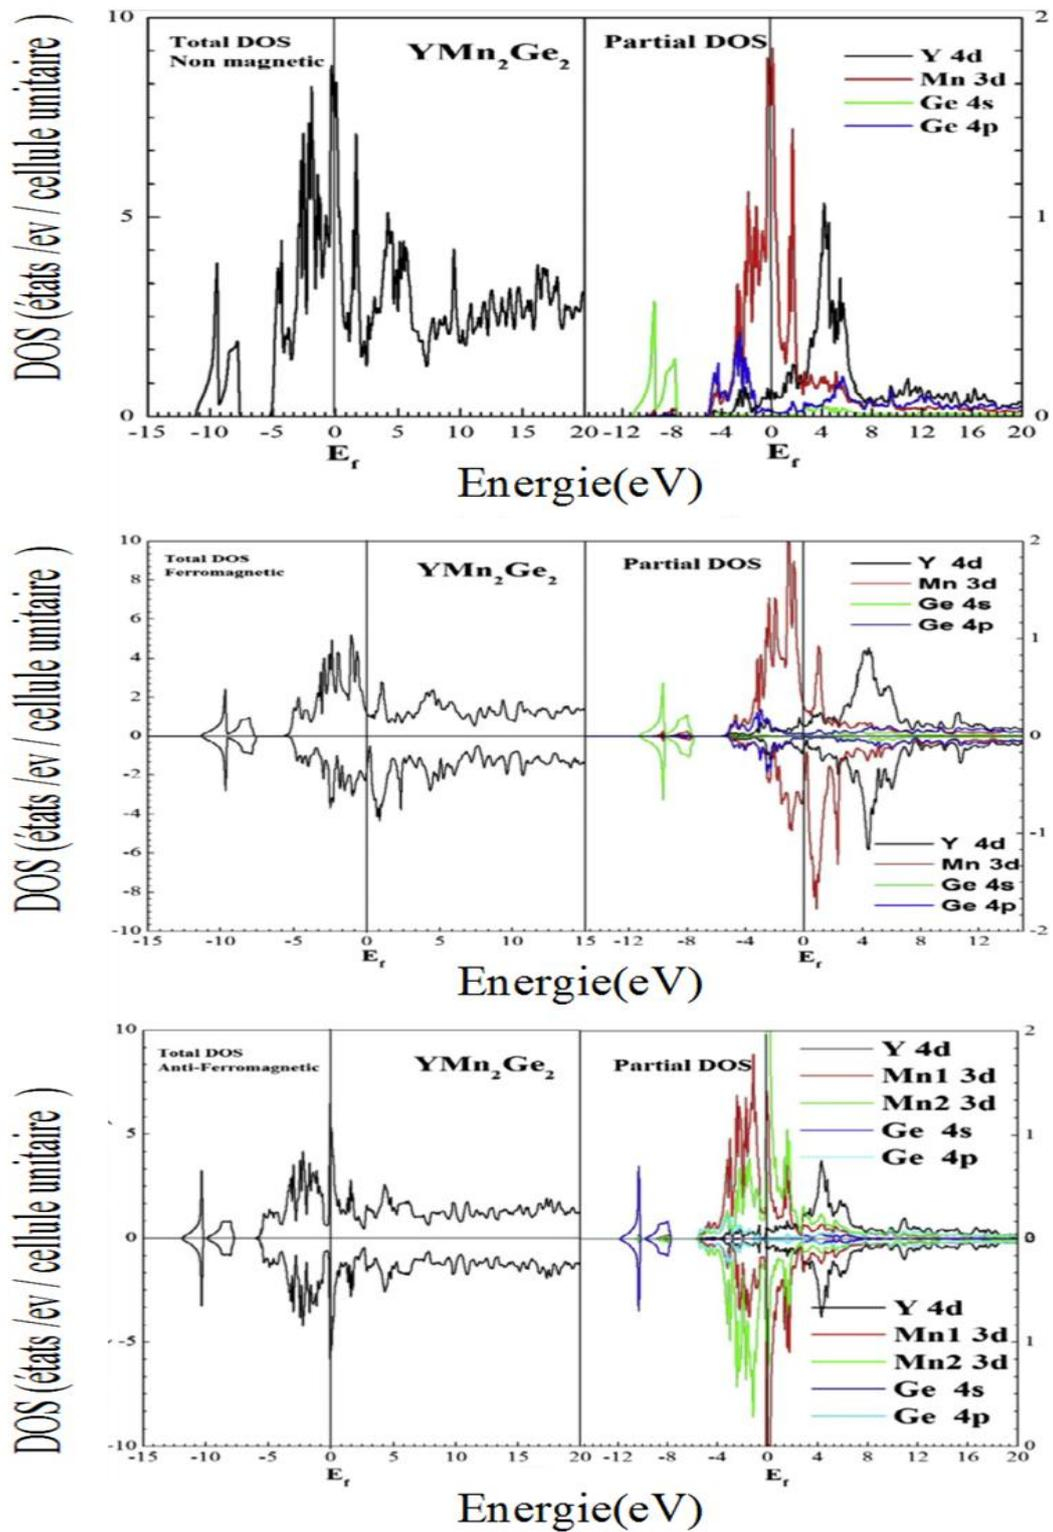 DOS (états /ev / cellule unitaire )
10
5
0
Total DOS
Non magnetic
YMn₂Ge₂
Partial DOS
Y 4d
Mn 3d
Ge 4s
Ge 4p
2
1
0
-15 -10 -5 0 5 10 15 20 -12 -8 -4 0 4 8 12 16 20
E_f E_f
Energie(eV)
DOS (états /ev / cellule unitaire )
10
8
6
4
2
0
-2
-4
-6
-8
-10
Total DOS
Ferromagnetic
YMn₂Ge₂
Partial DOS
Y 4d
Mn 3d
Ge 4s
Ge 4p
Y 4d
Mn 3d
Ge 4s
Ge 4p
2
1
0
-1
-2
-15 -10 -5 0 5 10 15 -12 -8 -4 0 4 8 12
E_f E_f
Energie(eV)
DOS (états /ev / cellule unitaire )
10
5
0
-5
-10
Total DOS
Anti-Ferromagnetic
YMn₂Ge₂
Partial DOS
Y 4d
Mn1 3d
Mn2 3d
Ge 4s
Ge 4p
Y 4d
Mn1 3d
Mn2 3d
Ge 4s
Ge 4p
2
1
0
1
0
-15 -10 -5 0 5 10 15 20 -12 -8 -4 0 4 8 12 16 20
E_f E_f
Energie(eV)